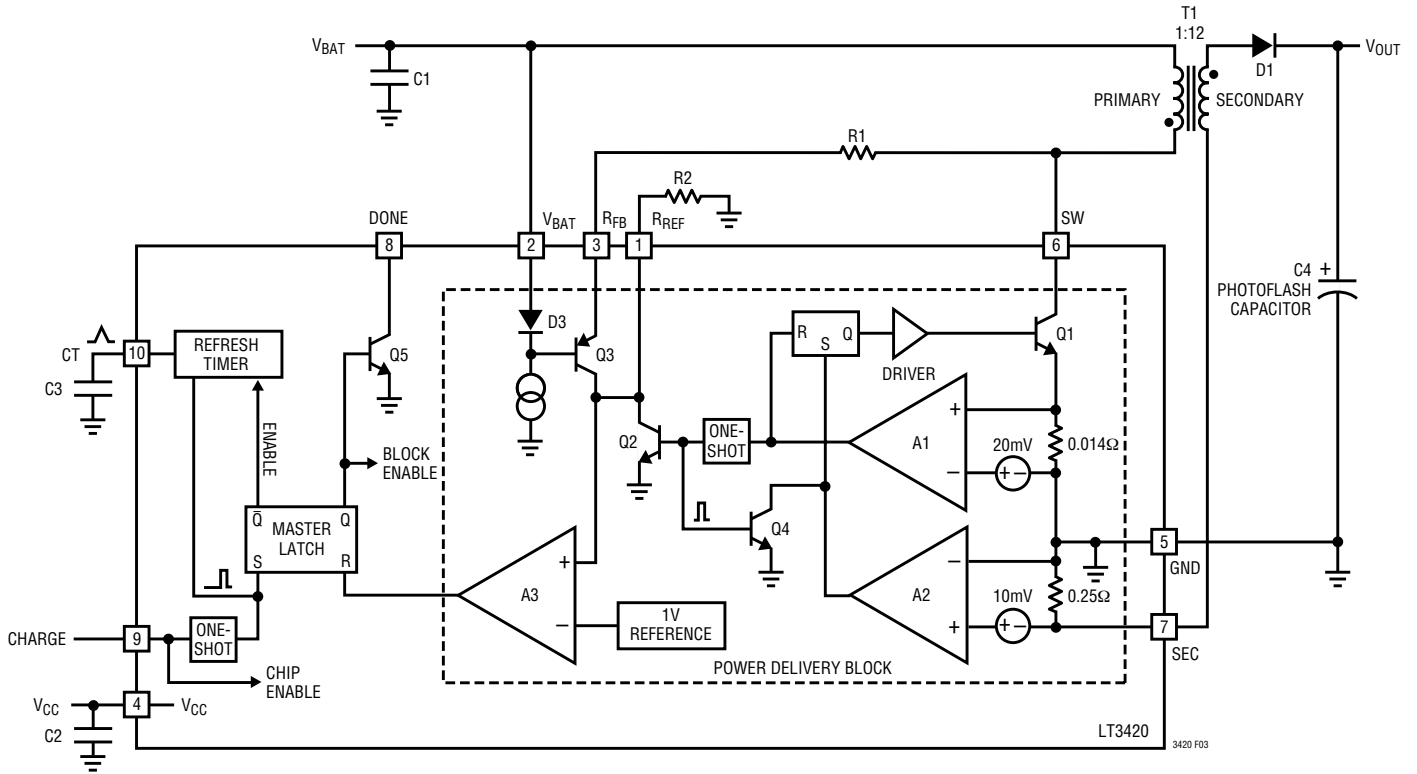 T1
1:12
V_BAT
C1
D1
V_OUT
PRIMARY
SECONDARY
R1
R2
DONE
V_BAT
R_FB
R_REF
SW
8
2
3
1
6
C4
+
PHOTOFLASH
CAPACITOR
D3
Q3
R
Q
S
Q1
DRIVER
CT
10
REFRESH
TIMER
C3
Q5
ENABLE
BLOCK
ENABLE
Q2
ONE-
SHOT
A1
+
−
20mV
+ −
0.014Ω
Q4
Q̅
Q
MASTER
LATCH
S
R
A3
+
−
1V
REFERENCE
A2
−
+
10mV
+ −
0.25Ω
5
GND
7
SEC
CHARGE
9
ONE-
SHOT
CHIP
ENABLE
POWER DELIVERY BLOCK
V_CC
4
V_CC
C2
LT3420
3420 F03